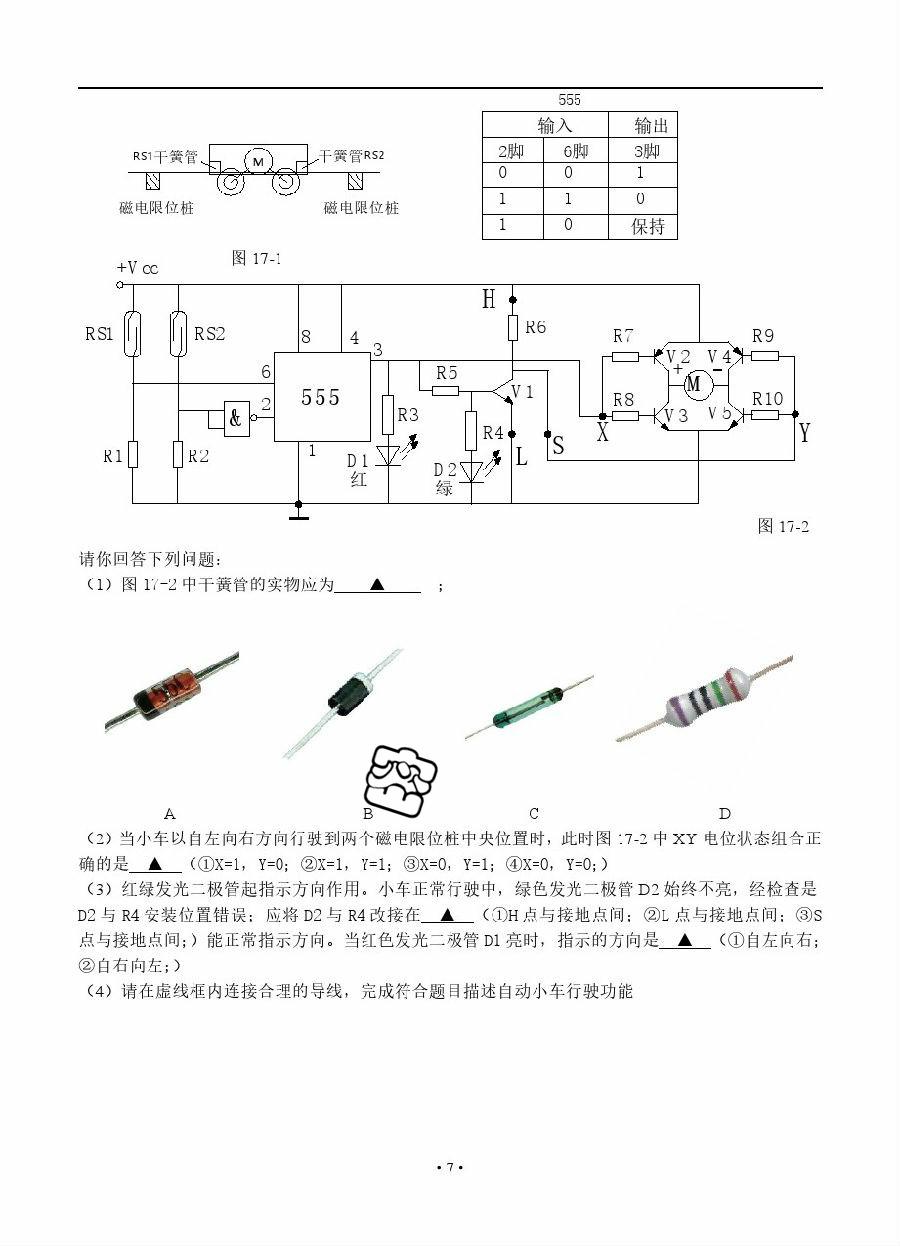 555
输入 输出
2脚 6脚 3脚
0 0 1
1 1 0
1 0 保持
RS1干簧管 M 干簧管RS2
磁电限位桩 磁电限位桩
图 17-1
+Vcc
H
RS1 RS2 8 4 3 R6 R7 R9
6 R5 V2 V4
+ M -
555 V1 R8 R10
& 2 R3 V3 V5
R1 R2 1 R4 L S X Y
D1 D2
红 绿
图 17-2
请你回答下列问题:
(1) 图 17-2 中干簧管的实物应为 ▲ ;
A B C D
(2) 当小车以自左向右方向行驶到两个磁电限位桩中央位置时, 此时图 17-2 中 XY 电位状态组合正
确的是 ▲ (①X=1, Y=0; ②X=1, Y=1; ③X=0, Y=1; ④X=0, Y=0;)
(3) 红绿发光二极管起指示方向作用。小车正常行驶中, 绿色发光二极管 D2 始终不亮, 经检查是
D2 与 R4 安装位置错误; 应将 D2 与 R4 改接在 ▲ (①H 点与接地点间; ②L 点与接地点间; ③S
点与接地点间;) 能正常指示方向。当红色发光二极管 D1 亮时, 指示的方向是 ▲ (①自左向右;
②自右向左;)
(4) 请在虚线框内连接合理的导线, 完成符合题目描述自动小车行驶功能
• 7 •